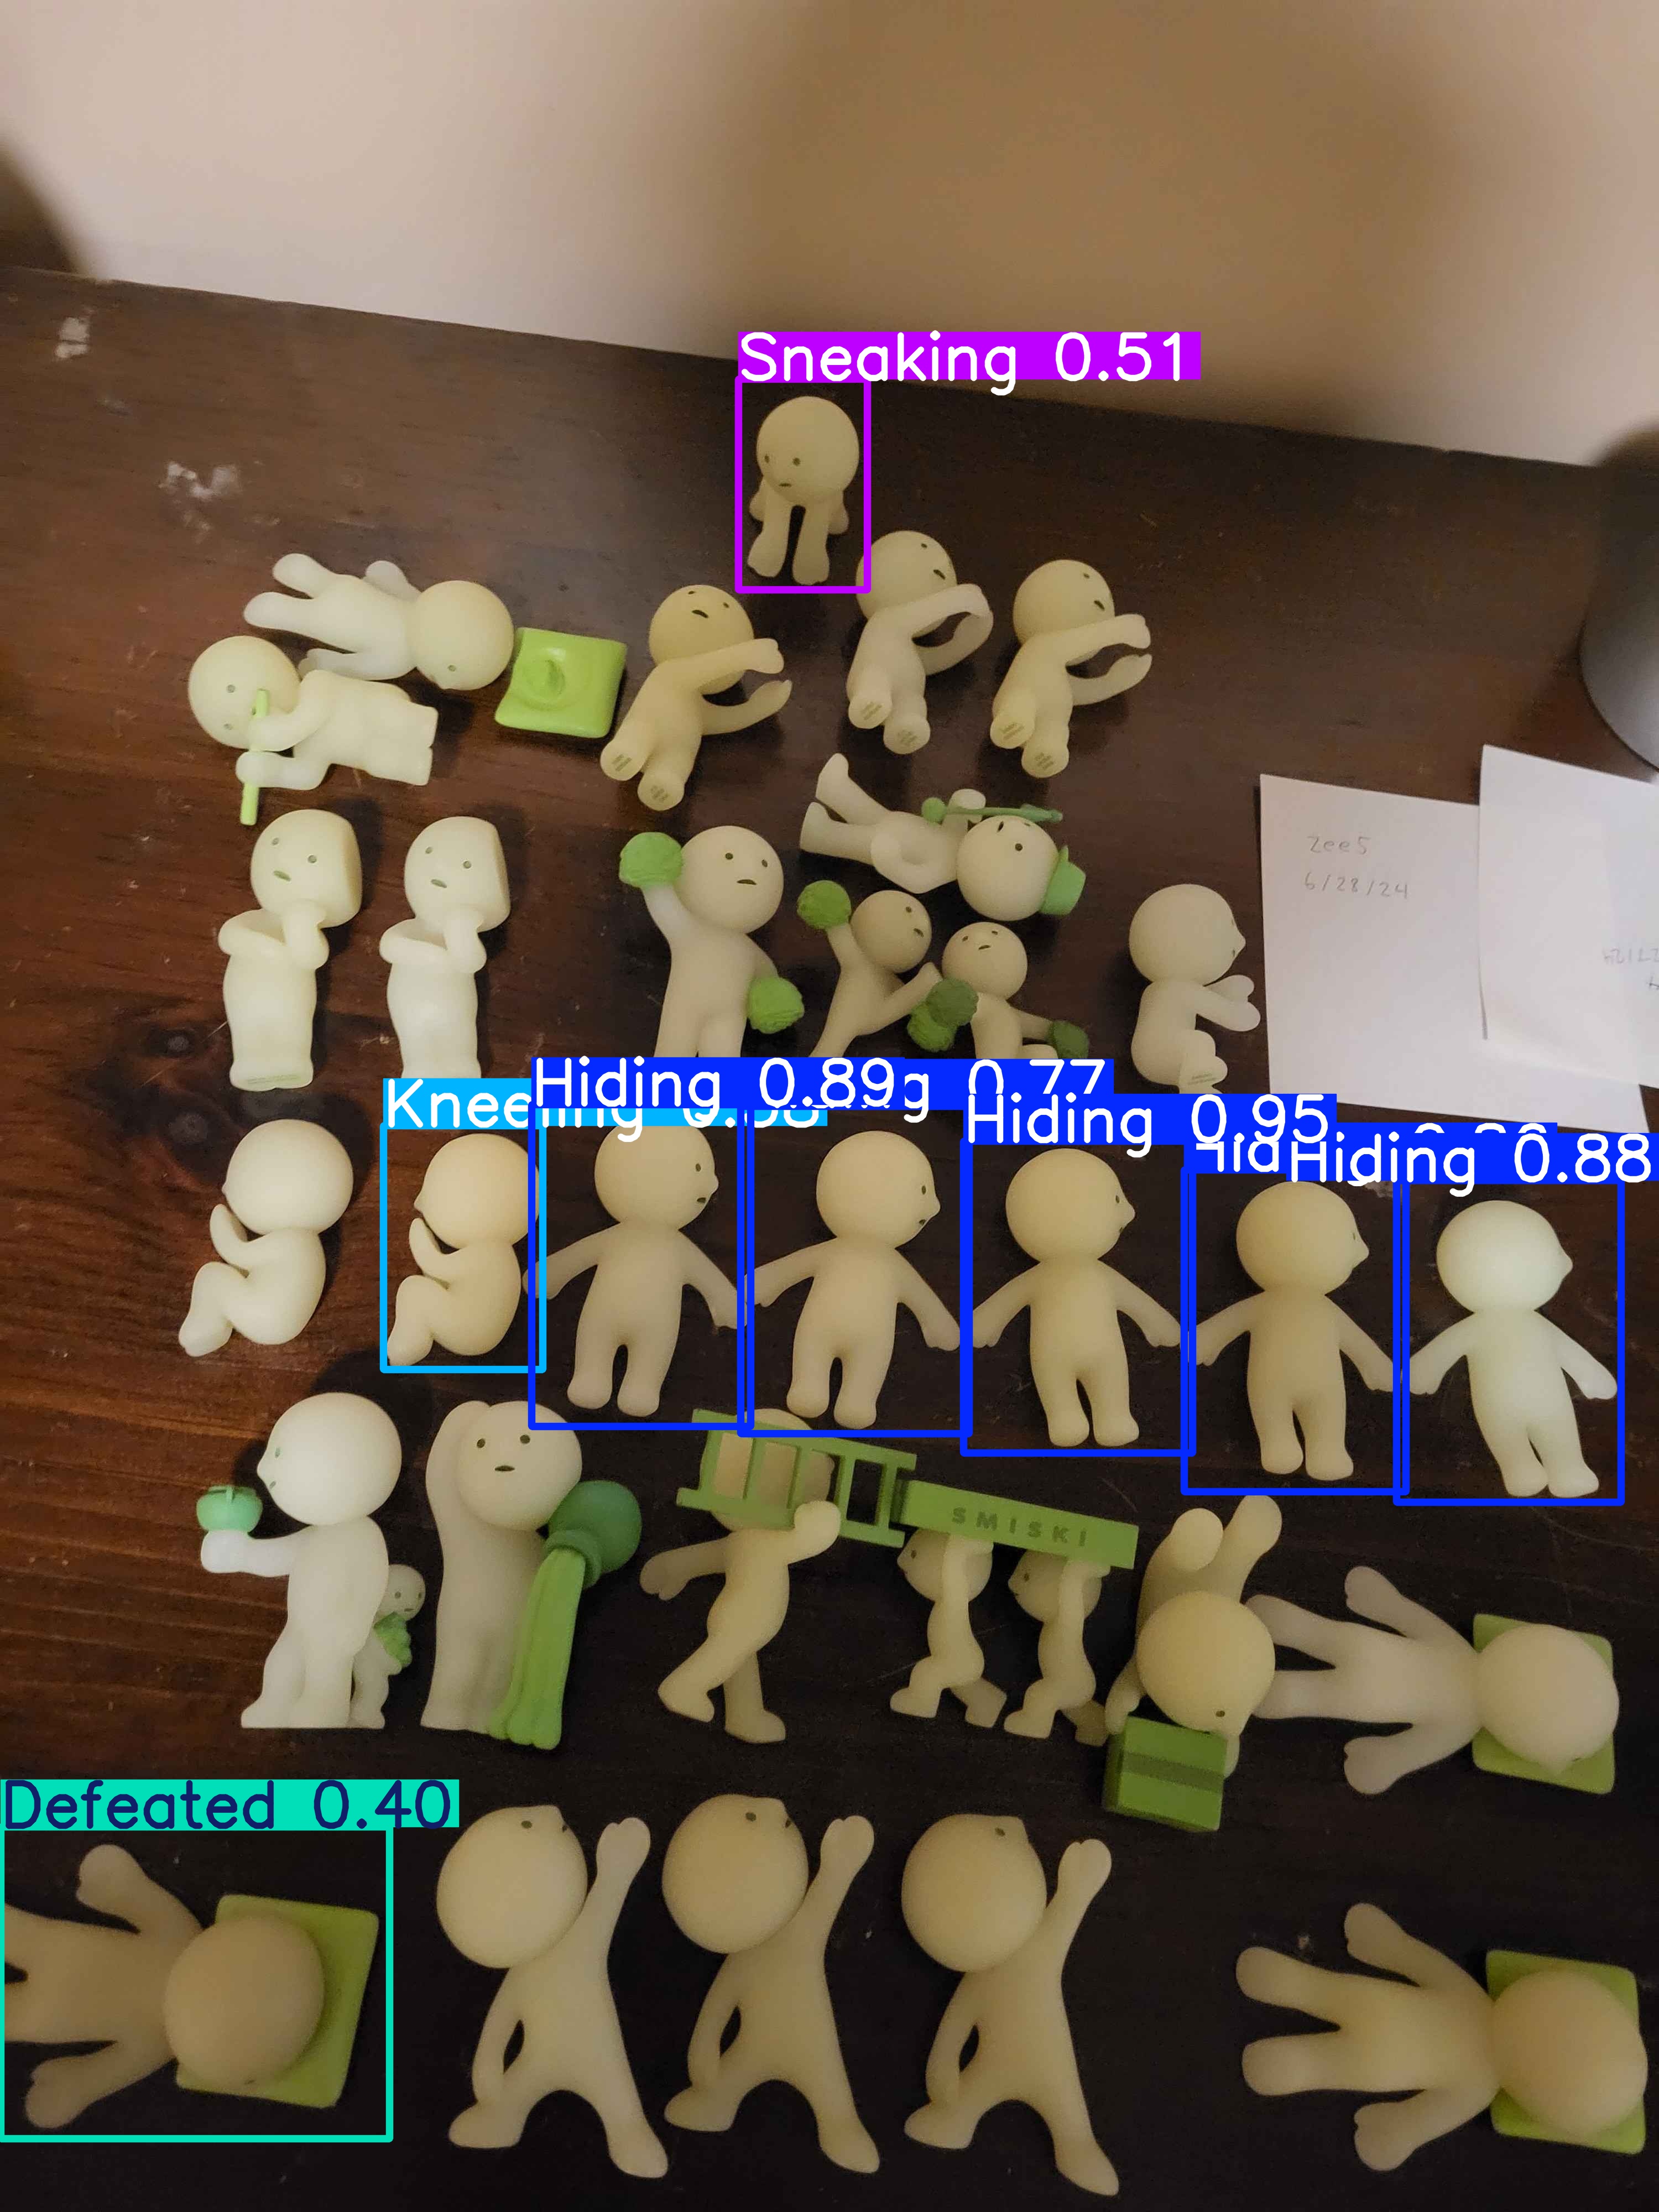 Sneaking 0.51
zee5
6/28/24
Hiding 0.89
0.77
Kneeling
Hiding 0.95
Hiding 0.88
SMISKI
Defeated 0.40